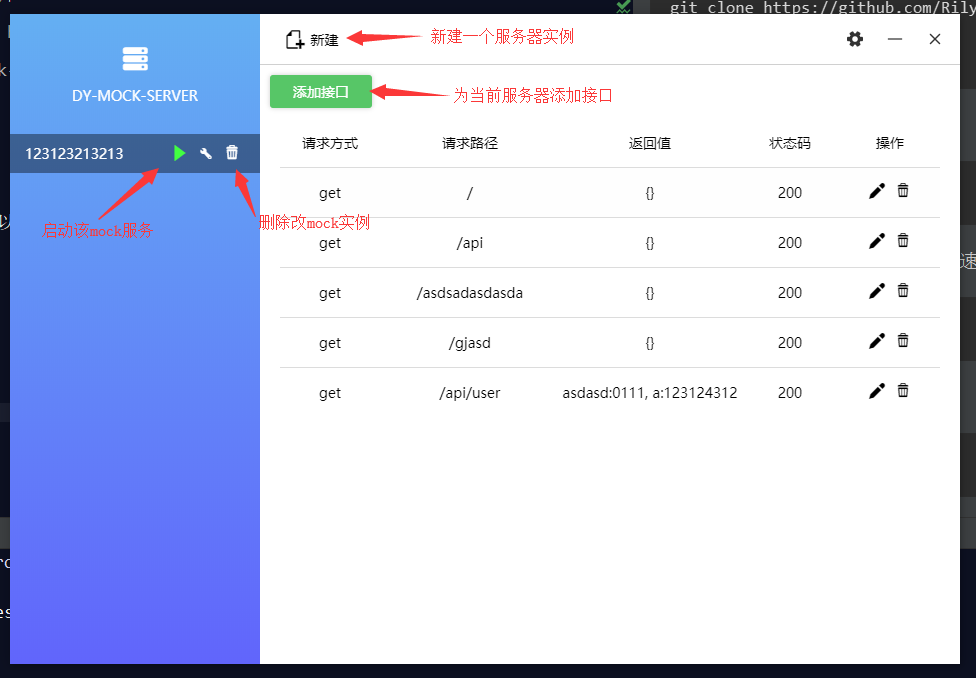 git clone https://github.com/Rily
新建
新建一个服务器实例
DY-MOCK-SERVER
添加接口
为当前服务器添加接口
123123213213
请求方式 请求路径 返回值 状态码 操作
get / {} 200
启动该mock服务
删除改mock实例
get /api {} 200
速
get /asdsadasdasda {} 200
get /gjasd {} 200
get /api/user asdasd:0111, a:123124312 200